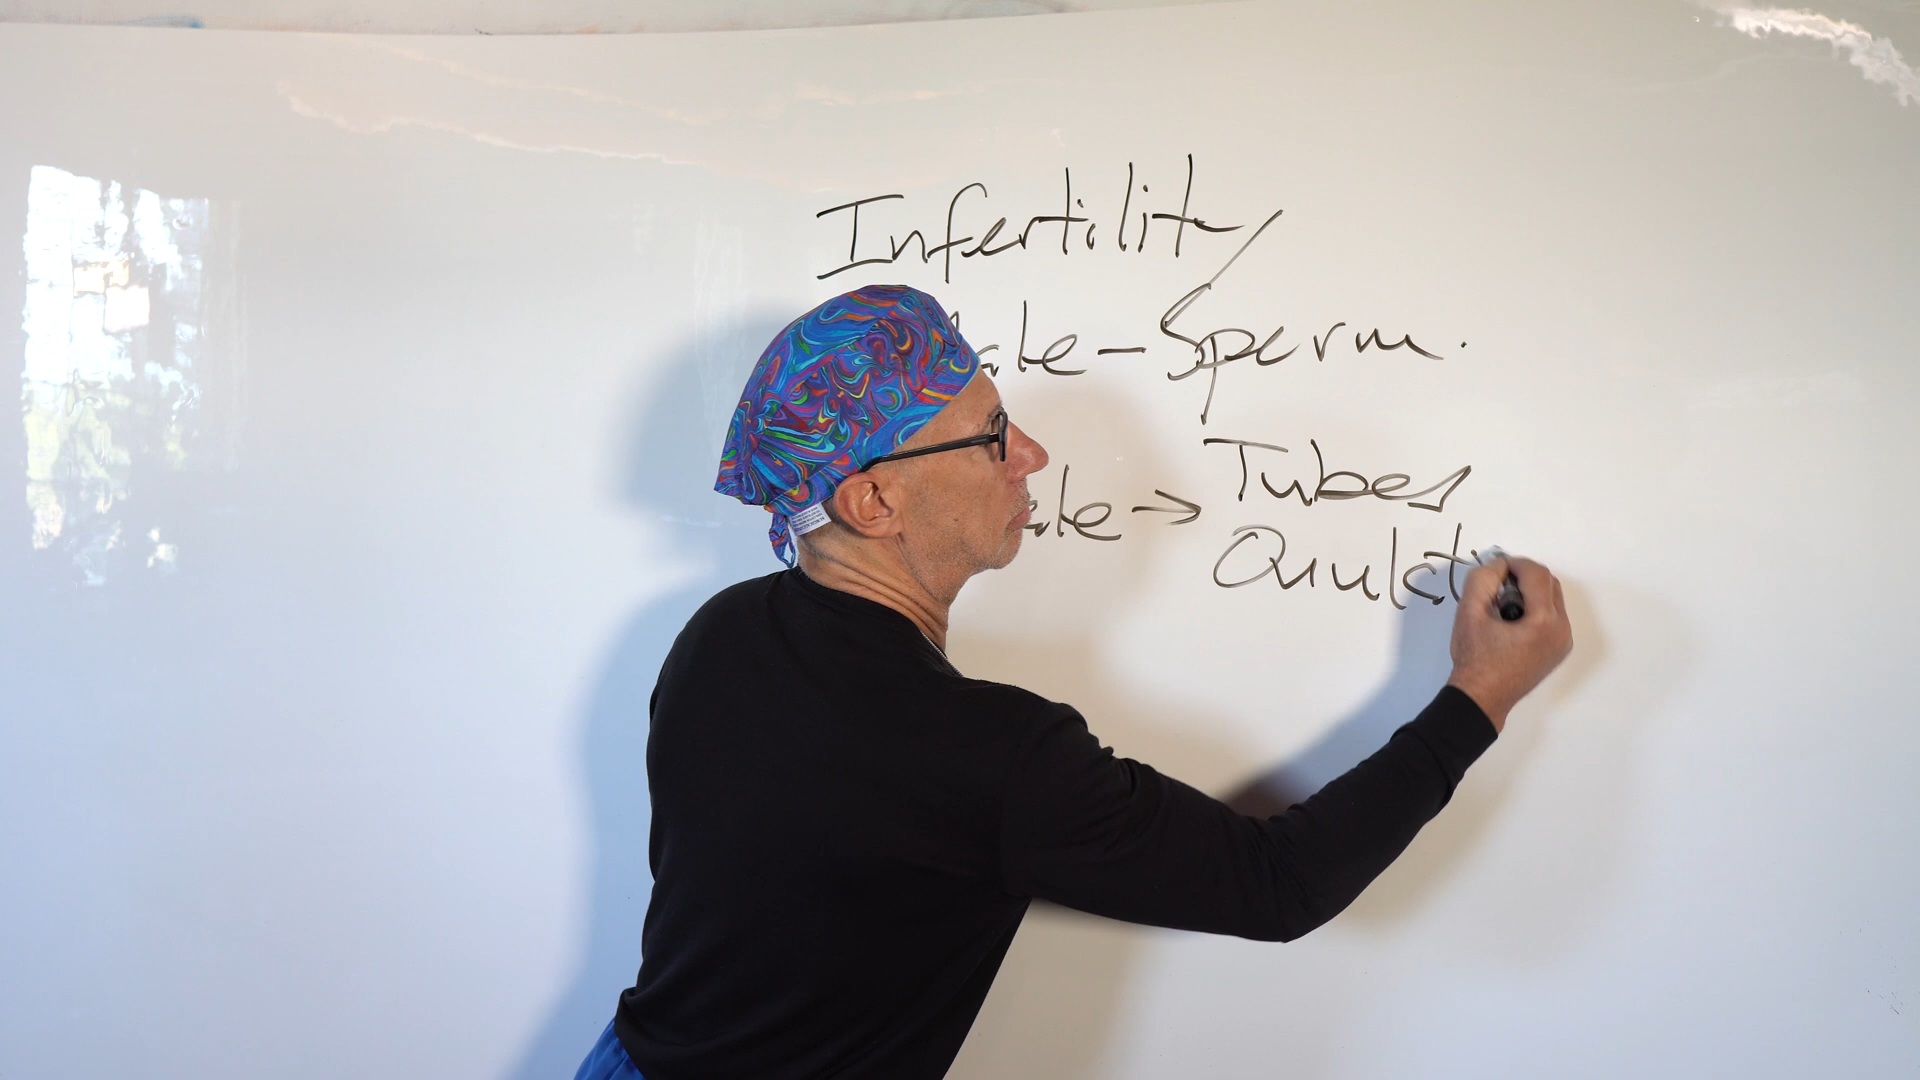 Infertility
ale - Sperm.
Tubes
ale →
Ovulat